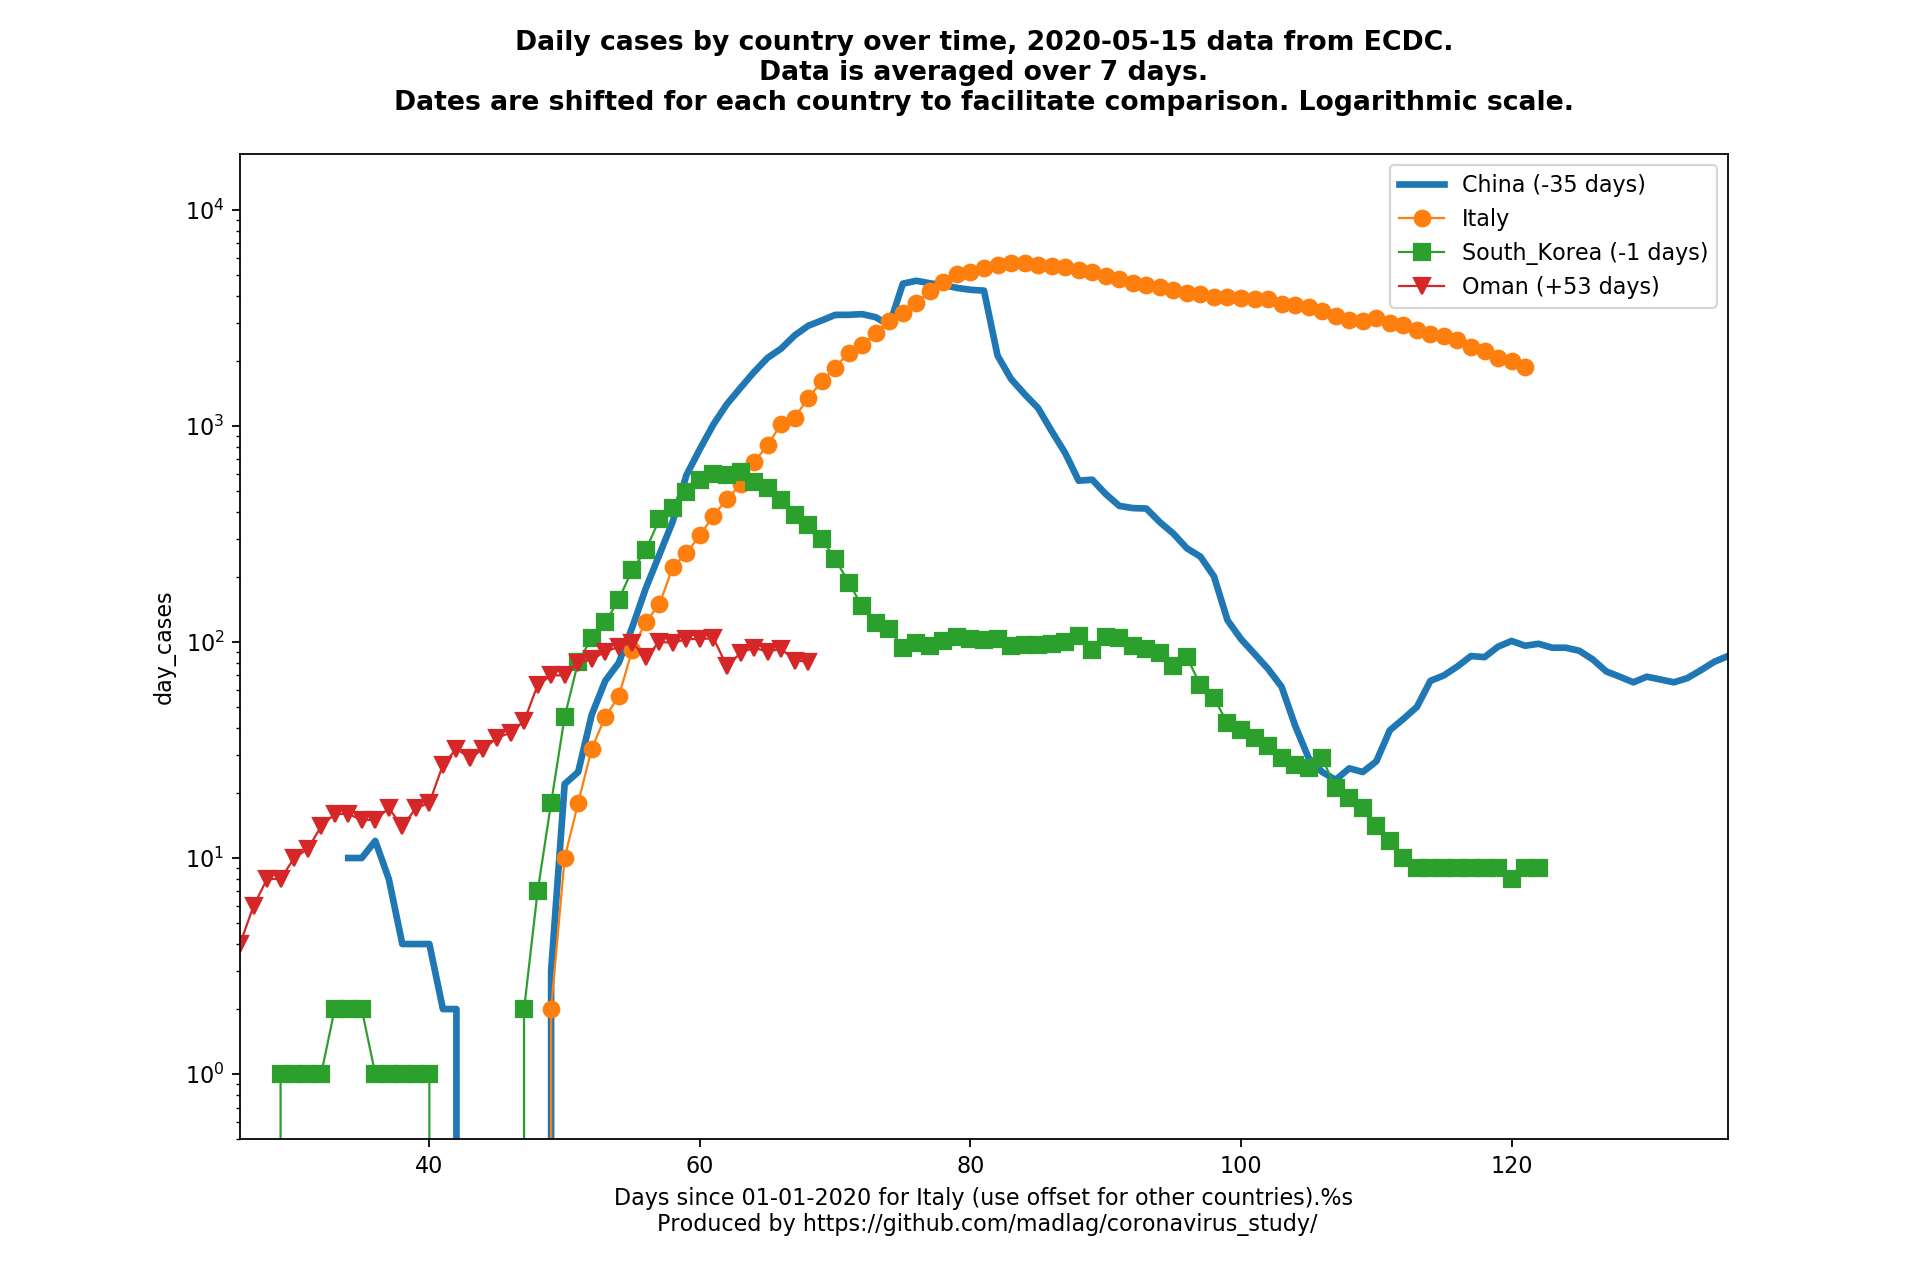 Daily cases by country over time, 2020-05-15 data from ECDC.
Data is averaged over 7 days.
Dates are shifted for each country to facilitate comparison. Logarithmic scale.
China (-35 days)
Italy
South_Korea (-1 days)
Oman (+53 days)
day_cases
10⁴
10³
10²
10¹
10⁰
40 60 80 100 120
Days since 01-01-2020 for Italy (use offset for other countries).%s
Produced by https://github.com/madlag/coronavirus_study/